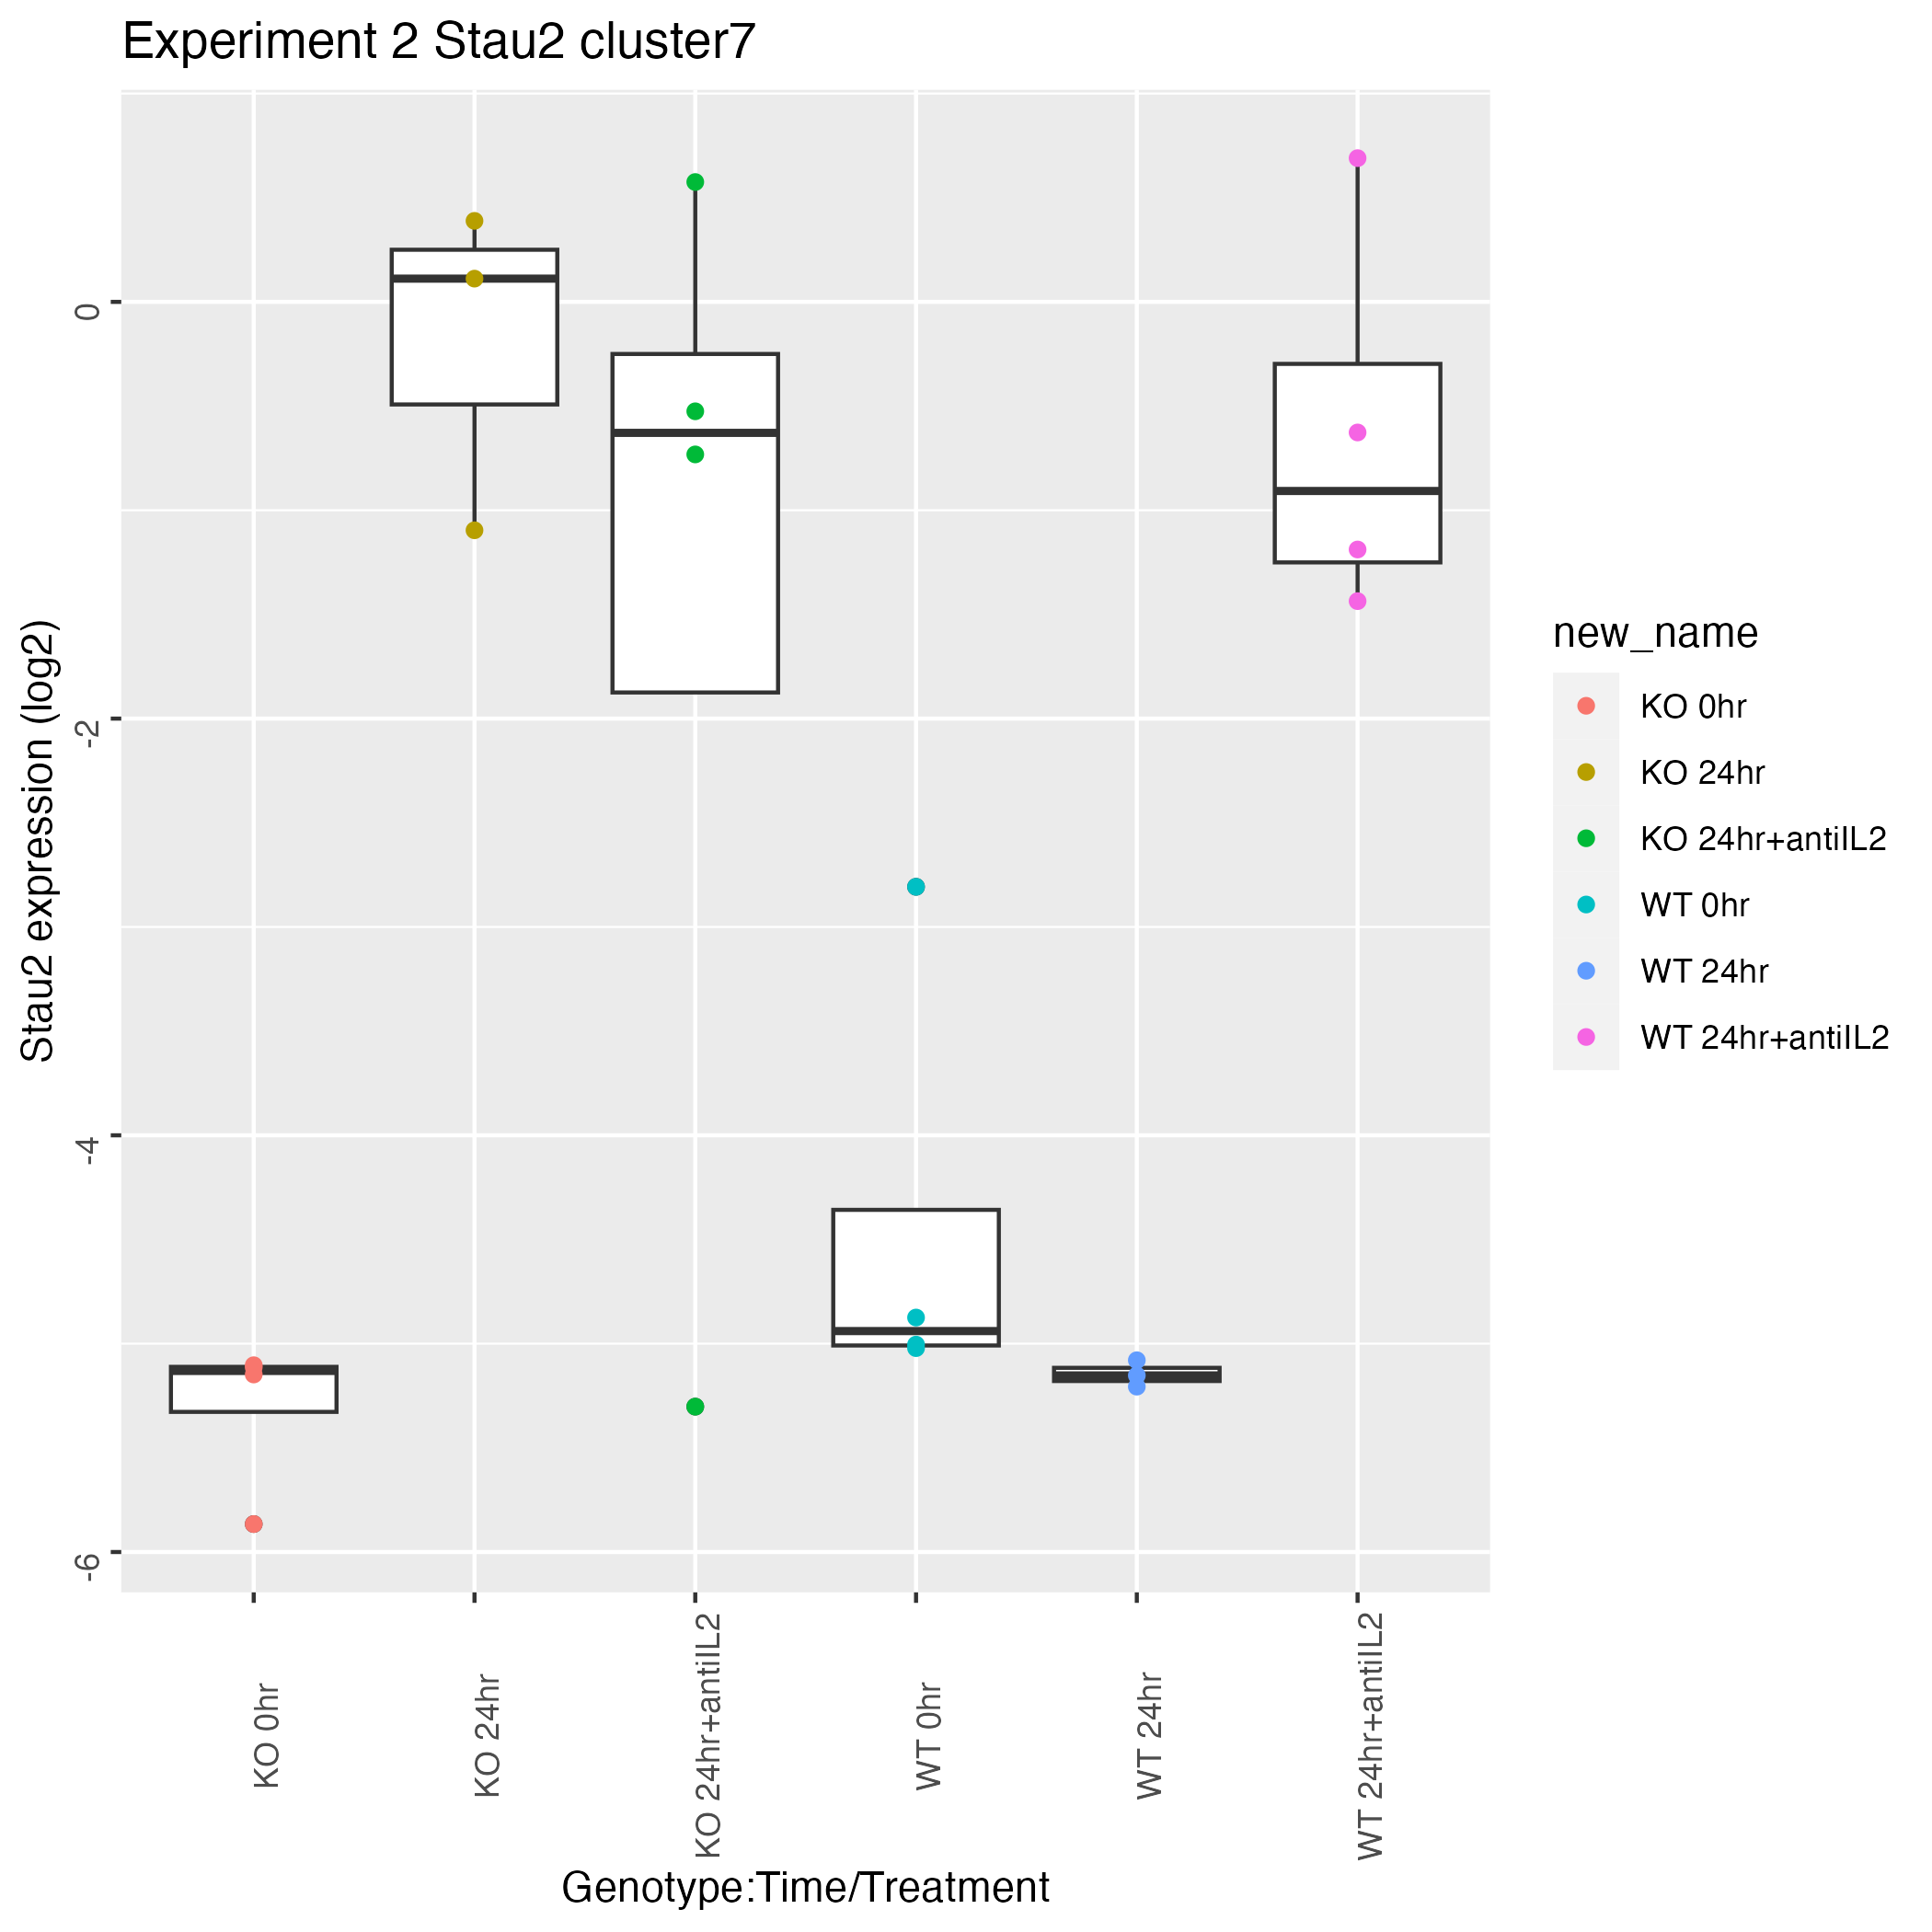 Experiment 2 Stau2 cluster7
Stau2 expression (log2)
0
-2
-4
-6
KO 0hr
KO 24hr
KO 24hr+antiIL2
WT 0hr
WT 24hr
WT 24hr+antiIL2
Genotype:Time/Treatment
new_name
KO 0hr
KO 24hr
KO 24hr+antiIL2
WT 0hr
WT 24hr
WT 24hr+antiIL2